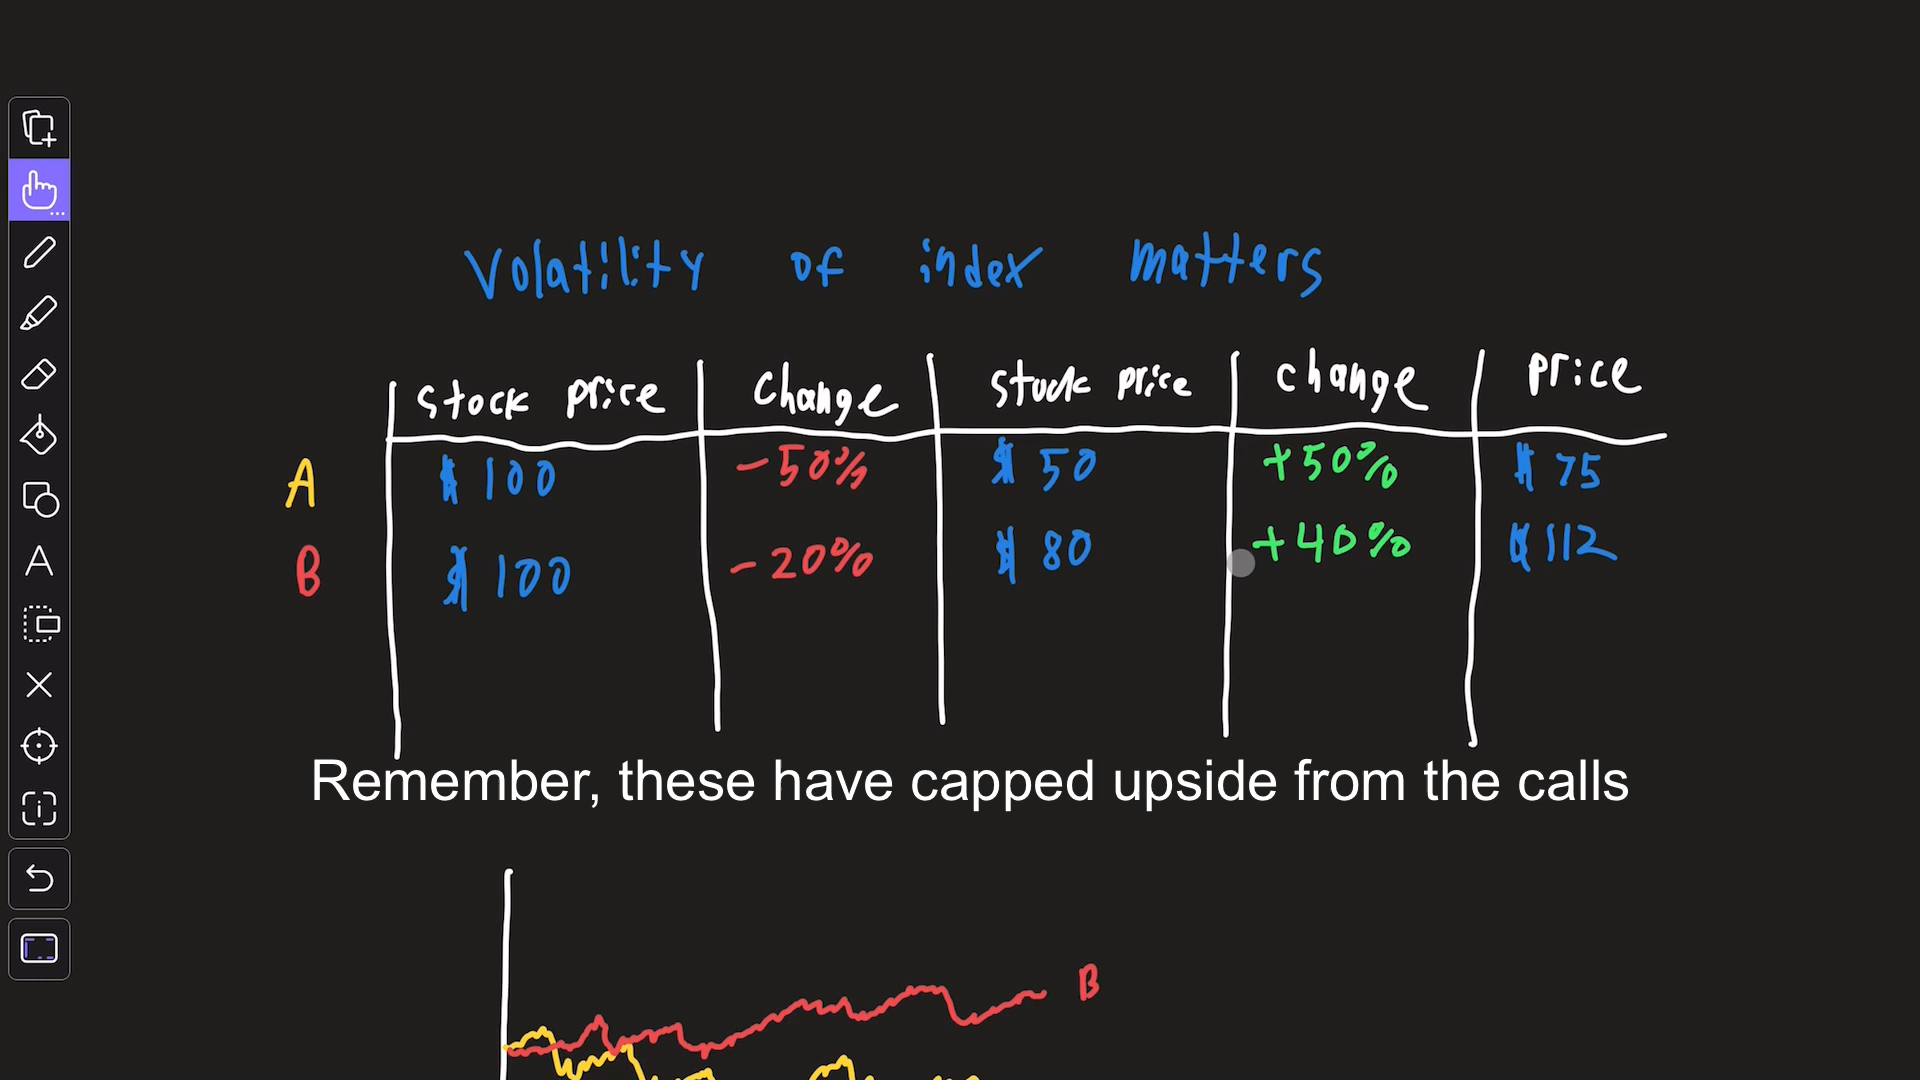 Volatility of index matters
stock price change stock price change price
A $100 -50% $50 +50% $75
B $100 -20% $80 +40% $112
Remember, these have capped upside from the calls
B